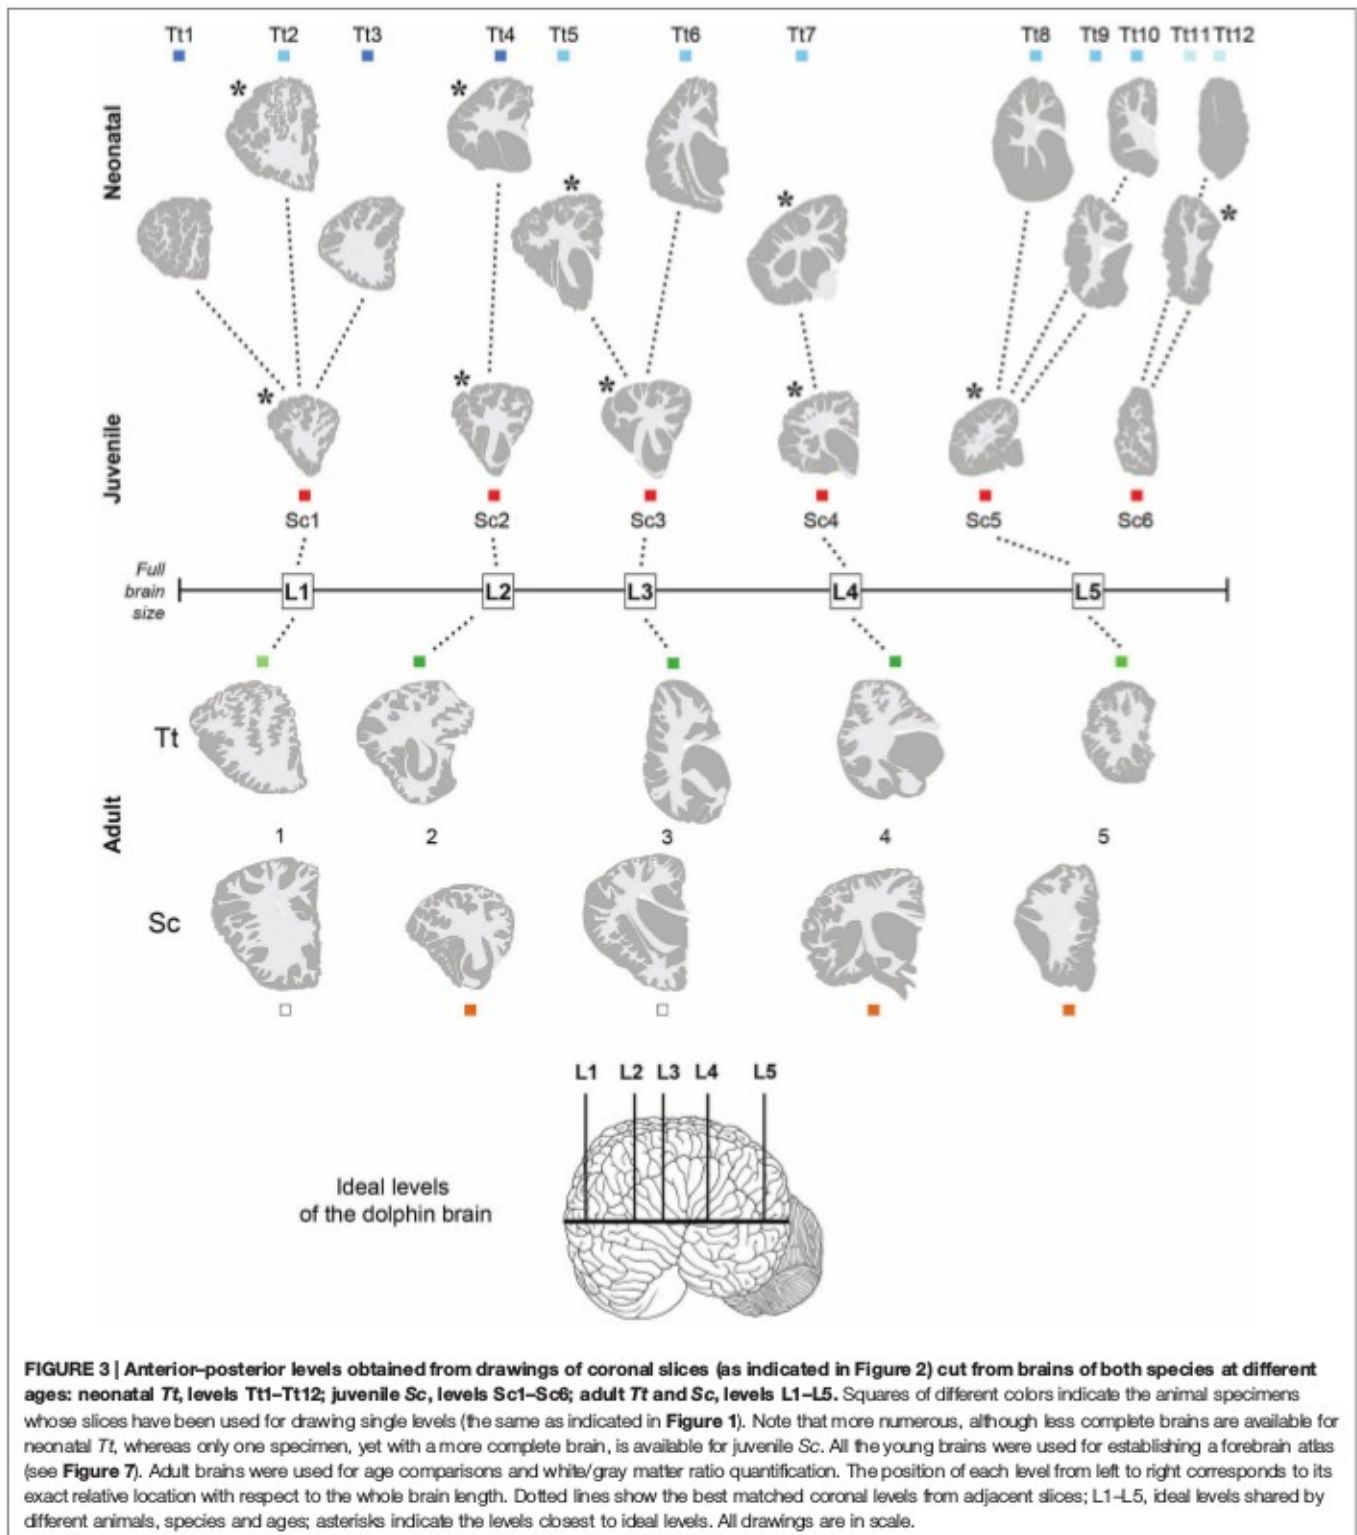 Tt1 Tt2 Tt3 Tt4 Tt5 Tt6 Tt7 Tt8 Tt9 Tt10 Tt11 Tt12
Neonatal
*
*
*
*
*
Juvenile
*
*
*
*
*
Sc1 Sc2 Sc3 Sc4 Sc5 Sc6
Full
brain
size
L1 L2 L3 L4 L5
Adult
Tt
1 2 3 4 5
Sc
L1 L2 L3 L4 L5
Ideal levels
of the dolphin brain
FIGURE 3 | Anterior–posterior levels obtained from drawings of coronal slices (as indicated in Figure 2) cut from brains of both species at different
ages: neonatal Tt, levels Tt1–Tt12; juvenile Sc, levels Sc1–Sc6; adult Tt and Sc, levels L1–L5. Squares of different colors indicate the animal specimens
whose slices have been used for drawing single levels (the same as indicated in Figure 1). Note that more numerous, although less complete brains are available for
neonatal Tt, whereas only one specimen, yet with a more complete brain, is available for juvenile Sc. All the young brains were used for establishing a forebrain atlas
(see Figure 7). Adult brains were used for age comparisons and white/gray matter ratio quantification. The position of each level from left to right corresponds to its
exact relative location with respect to the whole brain length. Dotted lines show the best matched coronal levels from adjacent slices; L1–L5, ideal levels shared by
different animals, species and ages; asterisks indicate the levels closest to ideal levels. All drawings are in scale.